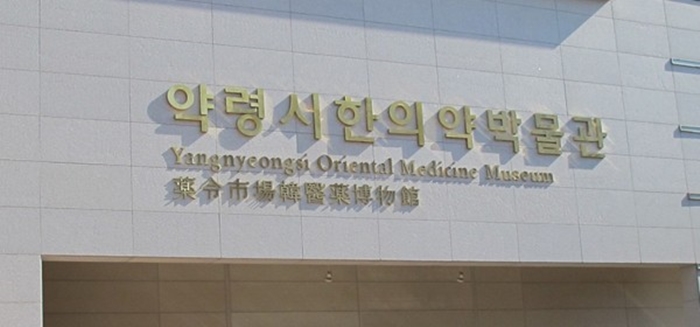 약령시한의약박물관
Yangnyeongsi Oriental Medicine Museum
藥令市場韓醫藥博物館